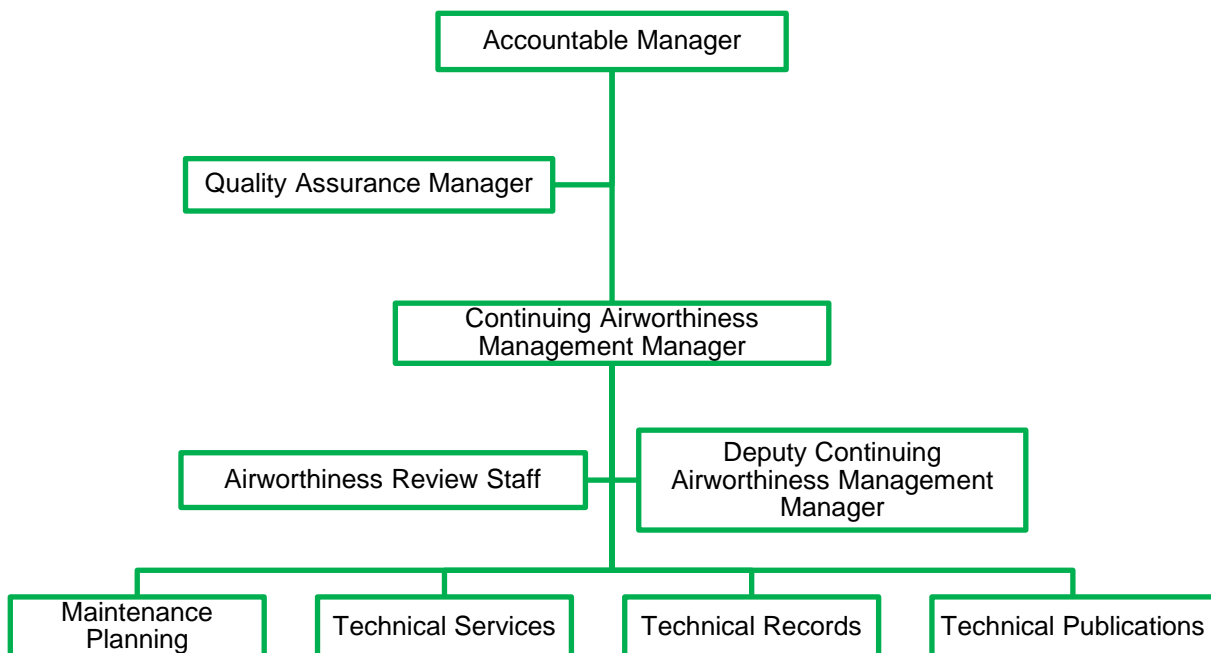 Accountable Manager
Quality Assurance Manager
Continuing Airworthiness
Management Manager
Airworthiness Review Staff
Deputy Continuing
Airworthiness Management
Manager
Maintenance
Planning
Technical Services
Technical Records
Technical Publications